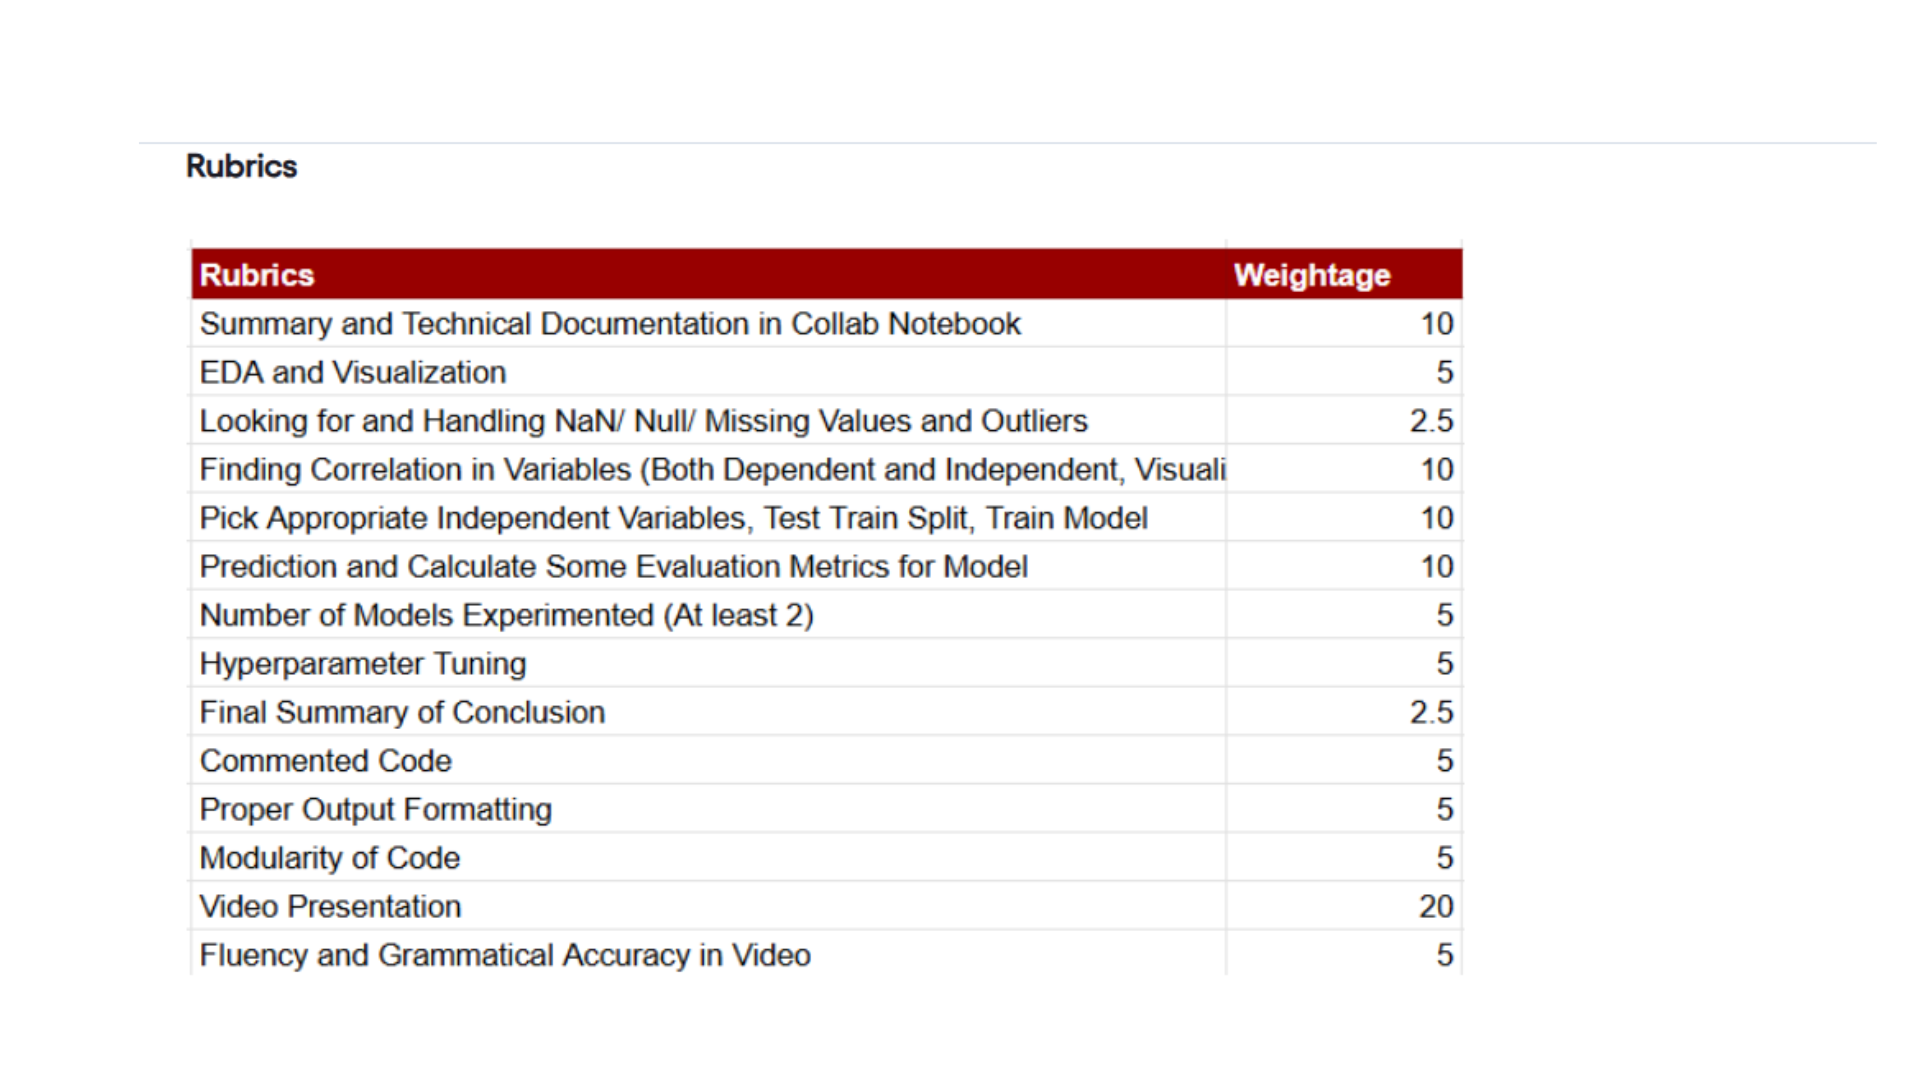 Rubrics
Rubrics Weightage
Summary and Technical Documentation in Collab Notebook 10
EDA and Visualization 5
Looking for and Handling NaN/ Null/ Missing Values and Outliers 2.5
Finding Correlation in Variables (Both Dependent and Independent, Visuali 10
Pick Appropriate Independent Variables, Test Train Split, Train Model 10
Prediction and Calculate Some Evaluation Metrics for Model 10
Number of Models Experimented (At least 2) 5
Hyperparameter Tuning 5
Final Summary of Conclusion 2.5
Commented Code 5
Proper Output Formatting 5
Modularity of Code 5
Video Presentation 20
Fluency and Grammatical Accuracy in Video 5